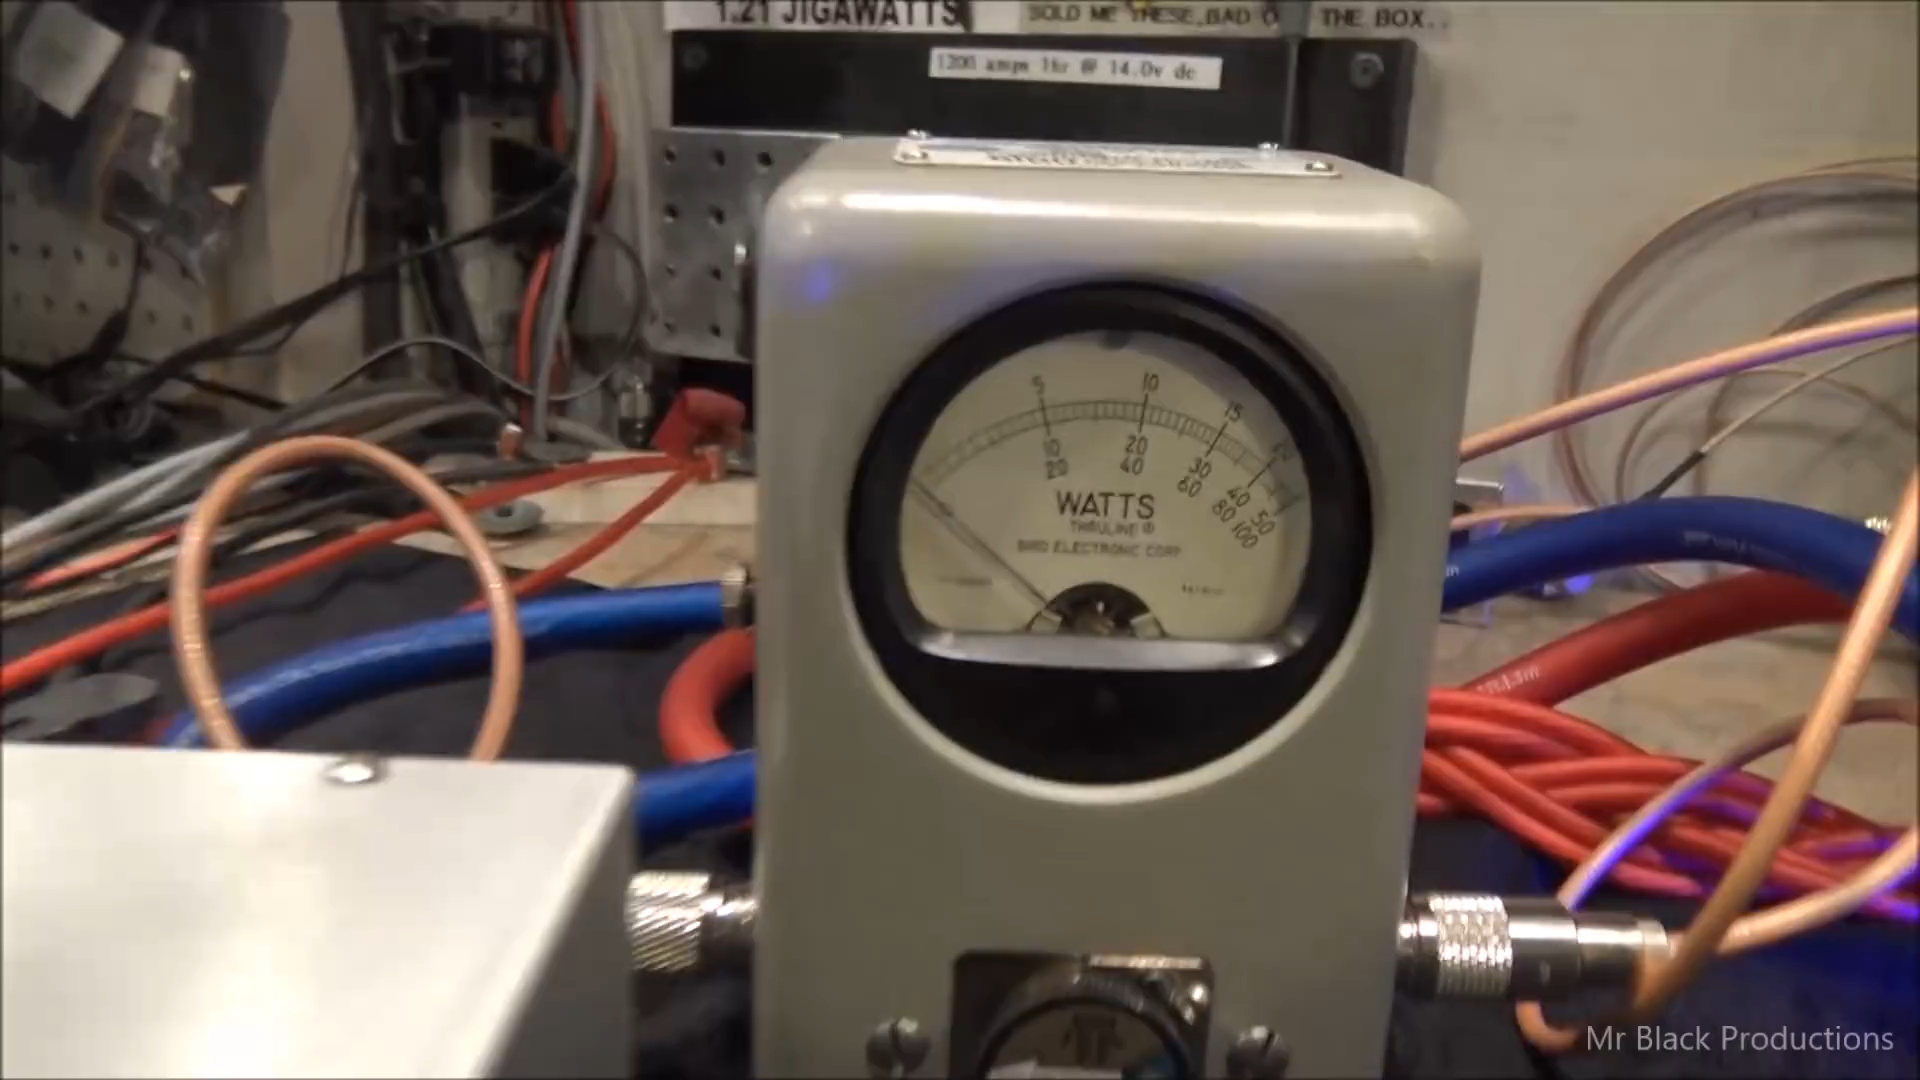 1.21 JIGAWATTS
SOLD ME THESE, BAD O
THE BOX..
1200 amps 1hr @ 14.0v dc
5 10 15
10 20 30 40 50
20 40 60 80 100
WATTS
THRULINE ®
BIRD ELECTRONIC CORP
Mr Black Productions